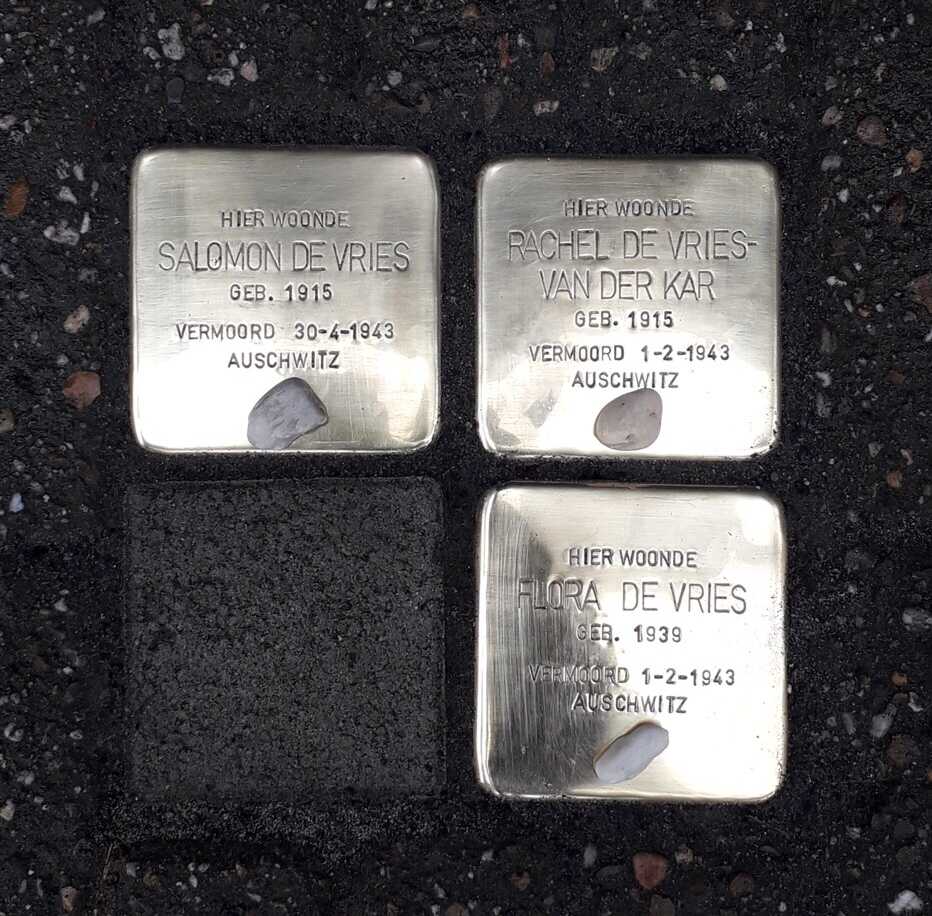 HIER WOONDE
SALOMON DE VRIES
GEB. 1915
VERMOORD 30-4-1943
AUSCHWITZ
HIER WOONDE
RACHEL DE VRIES-
VAN DER KAR
GEB. 1915
VERMOORD 1-2-1943
AUSCHWITZ
HIER WOONDE
FLORA DE VRIES
GEB. 1939
VERMOORD 1-2-1943
AUSCHWITZ